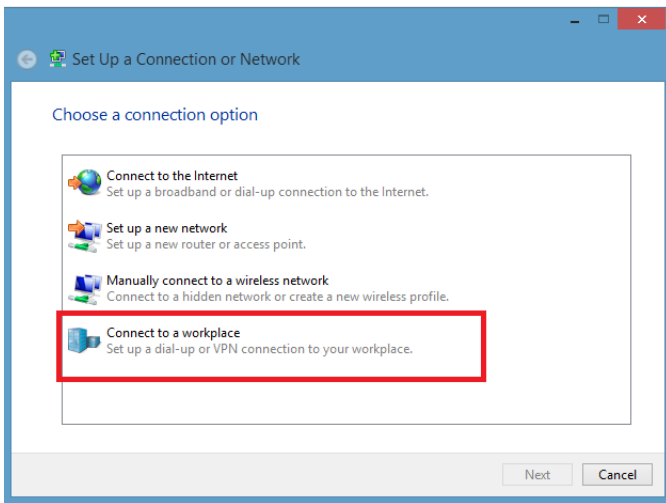 Set Up a Connection or Network
Choose a connection option
Connect to the Internet
Set up a broadband or dial-up connection to the Internet.
Set up a new network
Set up a new router or access point.
Manually connect to a wireless network
Connect to a hidden network or create a new wireless profile.
Connect to a workplace
Set up a dial-up or VPN connection to your workplace.
Next Cancel